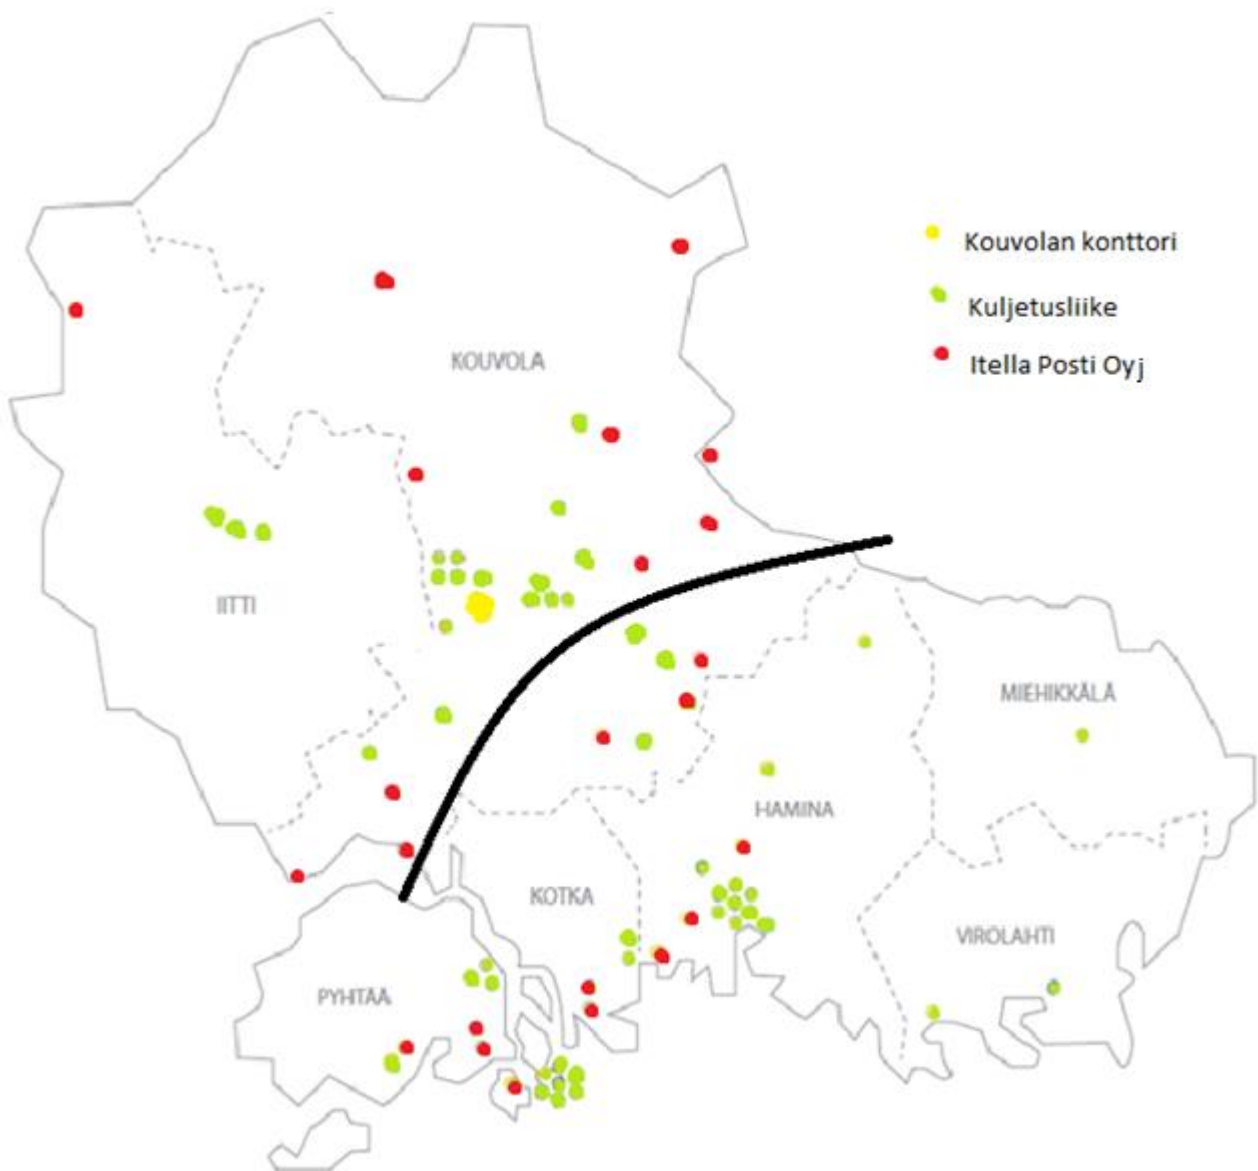 Kouvolan konttori
Kuljetusliike
Itella Posti Oyj
KOUVOLA
IITTI
MIEHIKKÄLÄ
HAMINA
KOTKA
VIROLAHTI
PYHTÄÄ